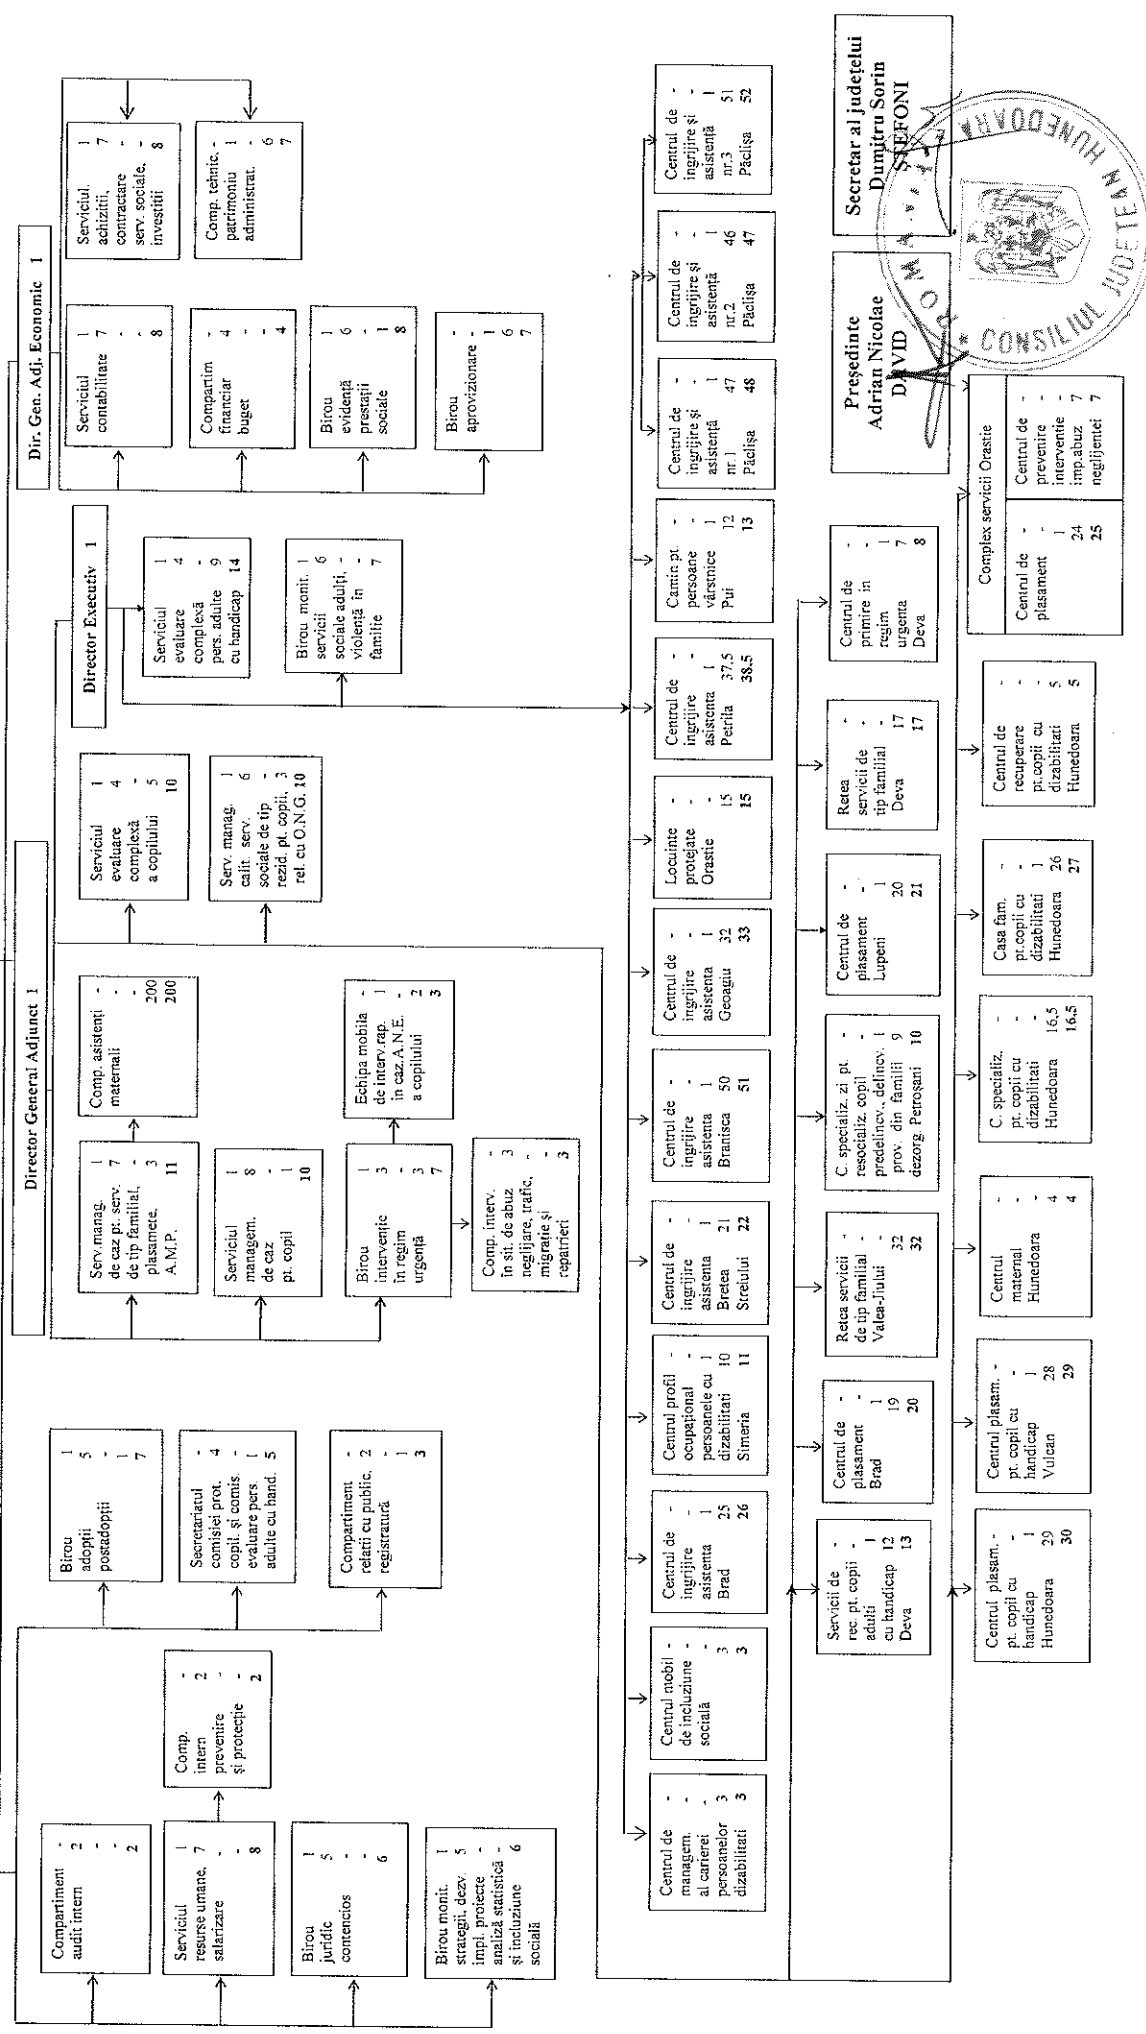 Director General Adjunct 1
Director Executiv 1
Dir. Gen. Adj. Economic 1
Compartiment -
audit intern 2
-
-
2
Serviciul 1
resurse umane, 7
salarizare -
-
8
Birou 1
juridic 5
contencios -
-
6
Birou monit. 1
strategii, dezv. 5
impl. proiecte -
analiză statistică -
și incluziune 6
socială
Comp. -
intern 2
prevenire -
și protecție -
2
Birou 1
adopții 5
postadopții -
1
7
Secretariatul -
comisiei prot. 4
copil. și comis. -
evaluare pers. 1
adulte cu hand. 5
Compartiment -
relatii cu public, 2
registratură -
1
3
Serv.manag. 1
de caz pt. serv. 7
de tip familial, -
plasamete, 3
A.M.P. 11
Comp. asistenți -
maternali -
-
200
200
Serviciul 1
managem. 8
de caz -
pt. copil 1
10
Birou 1
intervenție 3
în regim -
urgență 3
7
Echipa mobila -
de interv.rap. 1
in caz.A.N.E. -
a copilului 2
3
Comp. interv. -
în sit. de abuz 3
neglijare, trafic, -
migrație și -
repatrieri 3
Serviciul 1
evaluare 4
complexă -
a copilului 5
10
Serv. manag. 1
calit. serv. 6
sociale de tip -
rezid. pt. copii, 3
rel. cu O.N.G. 10
Serviciul 1
evaluare 4
complexă -
pers. adulte 9
cu handicap 14
Birou monit. 1
servicii 6
sociale adulți, -
violență în -
familie 7
Serviciul 1
contabilitate 7
-
-
8
Compartim -
financiar 4
buget -
-
4
Birou 1
evidență 6
prestații -
sociale 1
8
Birou -
aprovizionare -
1
6
7
Serviciul. 1
achizitii, 7
contractare -
serv. sociale, -
investitii 8
Comp. tehnic, -
patrimoniu 1
administrat. -
6
7
Centrul de -
managem. -
al carierei -
persoanelor 3
dizabilitati 3
Centrul mobil -
de incluziune -
socială -
3
3
Centrul de -
ingrijire -
asistenta 1
Brad 25
26
Centrul profil -
ocupațional -
persoanele cu 1
dizabilitati 10
Simeria 11
Centrul de -
ingrijire -
asistenta 1
Bretea 21
Streiului 22
Centrul de -
ingrijire -
asistenta 1
Branisca 50
51
Centrul de -
ingrijire -
asistenta 1
Geoagiu 32
33
Locuinte -
protejate -
Orastie -
15
15
Centrul de -
ingrijire -
asistenta 1
Petrila 37.5
38.5
Camin pt. -
persoane -
vârstnice 1
Pui 12
13
Centrul de -
ingrijire și -
asistență 1
nr.1 47
Păclișa 48
Centrul de -
ingrijire și -
asistență 1
nr.2 46
Păclișa 47
Centrul de -
ingrijire și -
asistență 1
nr.3 51
Păclișa 52
Servicii de -
rec. pt. copii -
adulti 1
cu handicap 12
Deva 13
Centrul de -
plasament -
Brad 1
19
20
Retea servicii -
de tip familial -
Valea-Jiului -
32
32
C. specializ. zi pt. -
resocializ. copil -
predelincv., delincv. 1
prov. din familii 9
dezorg. Petroșani 10
Centrul de -
plasament -
Lupeni 1
20
21
Retea -
servicii de -
tip familial -
Deva 17
17
Centrul de -
primire in -
regim 1
urgenta 7
Deva 8
Centrul plasam. -
pt. copil cu -
handicap 1
Hunedoara 29
30
Centrul plasam. -
pt. copil cu -
handicap 1
Vulcan 28
29
Centrul -
maternal -
Hunedoara -
4
4
C. specializ. -
pt. copii cu -
dizabilitati -
Hunedoara 16.5
16.5
Casa fam. -
pt.copii cu -
dizabilitati 1
Hunedoara 26
27
Centrul de -
recuperare -
pt.copii cu -
dizabilitati 5
Hunedoara 5
Complex servicii Orastie
Centrul de -
plasament -
1
24
25
Centrul de -
prevenire -
interventie -
imp.abuz 7
neglijentei 7
Președinte
Adrian Nicolae
DAVID
Secretar al județului
Dumitru Sorin
ȘTEFONI
ROMANIA
CONSILIUL JUDETEAN HUNEDOARA